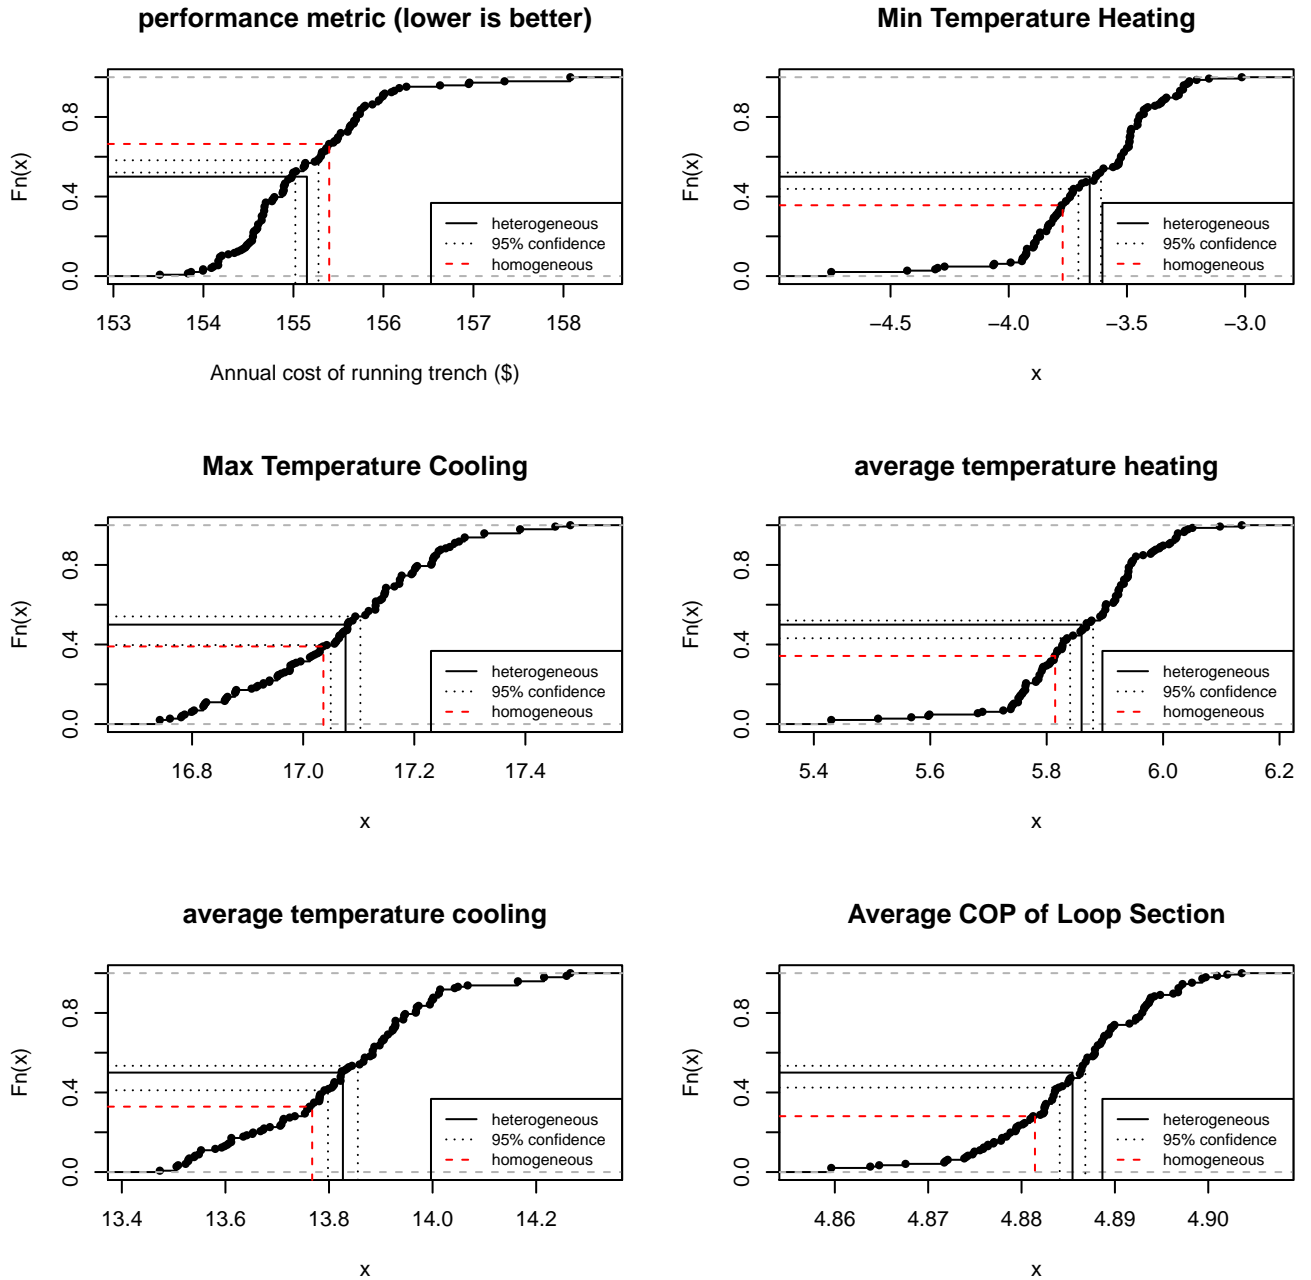 performance metric (lower is better)
Fn(x)
0.0 0.4 0.8
heterogeneous
95% confidence
homogeneous
153 154 155 156 157 158
Annual cost of running trench ($)
Min Temperature Heating
Fn(x)
0.0 0.4 0.8
heterogeneous
95% confidence
homogeneous
−4.5 −4.0 −3.5 −3.0
x
Max Temperature Cooling
Fn(x)
0.0 0.4 0.8
heterogeneous
95% confidence
homogeneous
16.8 17.0 17.2 17.4
x
average temperature heating
Fn(x)
0.0 0.4 0.8
heterogeneous
95% confidence
homogeneous
5.4 5.6 5.8 6.0 6.2
x
average temperature cooling
Fn(x)
0.0 0.4 0.8
heterogeneous
95% confidence
homogeneous
13.4 13.6 13.8 14.0 14.2
x
Average COP of Loop Section
Fn(x)
0.0 0.4 0.8
heterogeneous
95% confidence
homogeneous
4.86 4.87 4.88 4.89 4.90
x